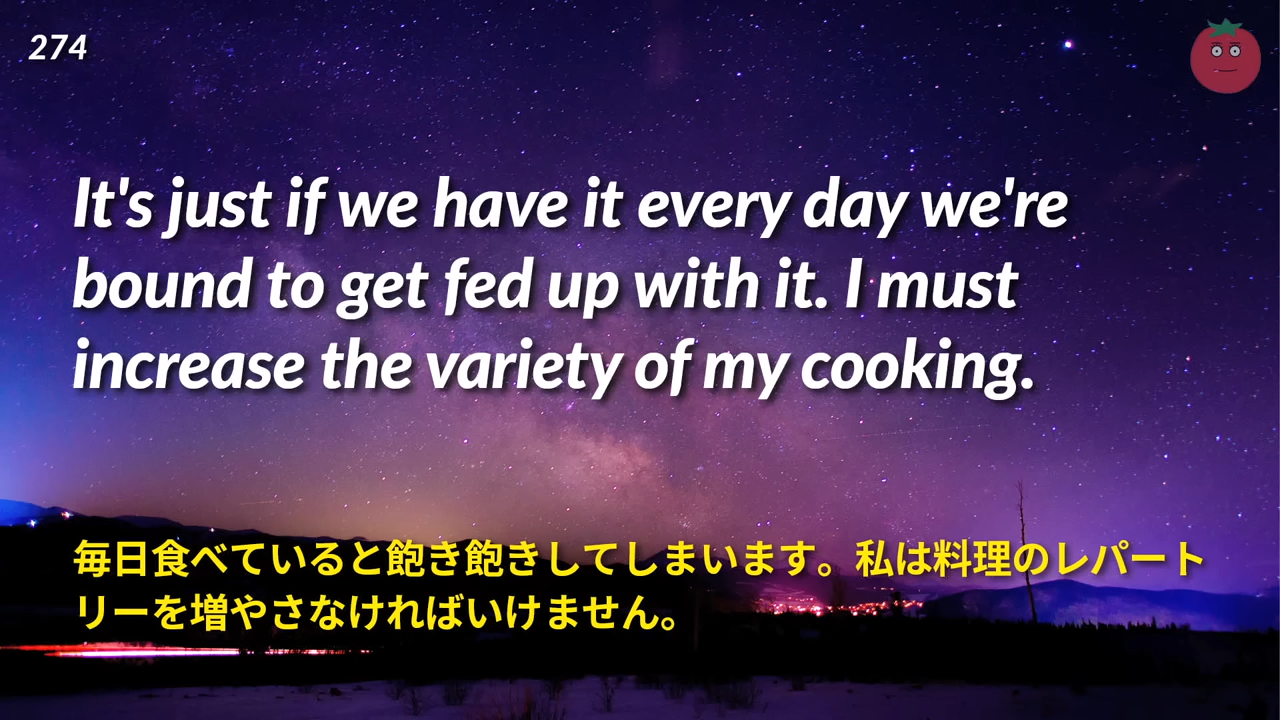 274
It's just if we have it every day we're
bound to get fed up with it. I must
increase the variety of my cooking.
毎日食べていると飽き飽きしてしまいます。私は料理のレパート
リーを増やさなければいけません。